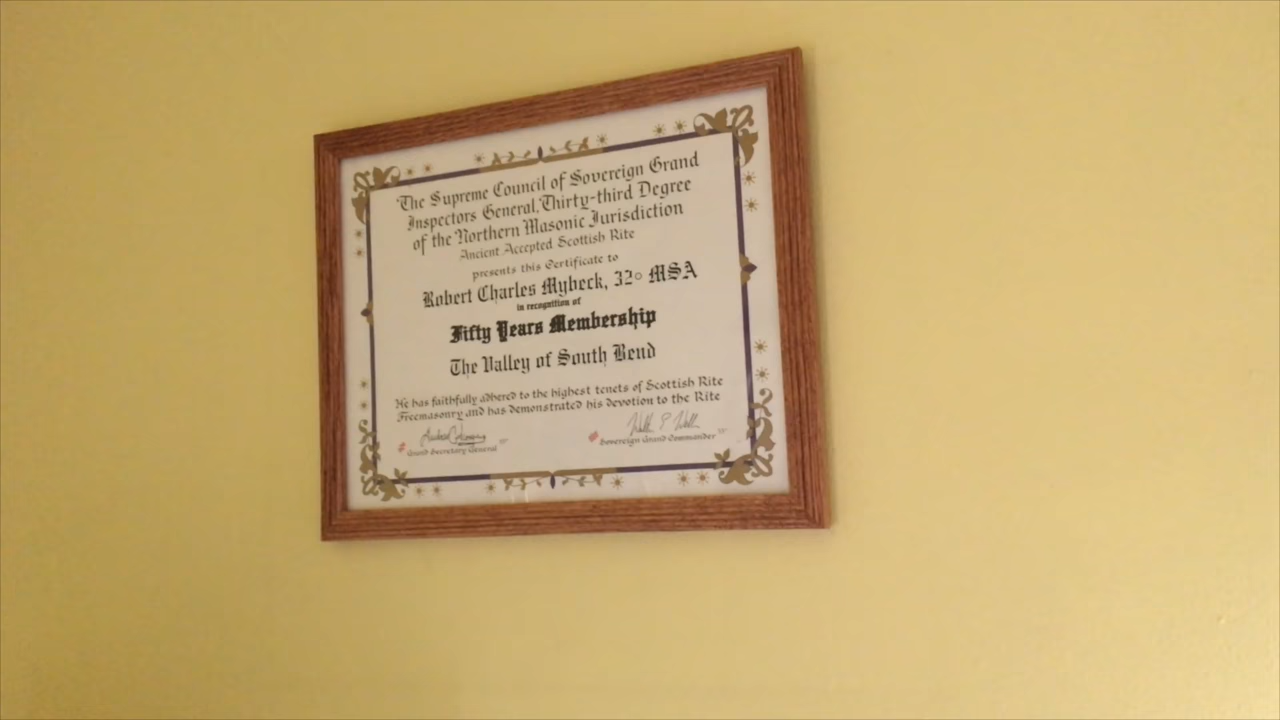 The Supreme Council of Sovereign Grand
Inspectors General, Thirty-third Degree
of the Northern Masonic Jurisdiction
Ancient Accepted Scottish Rite
presents this Certificate to
Robert Charles Mybeck, 32° MSA
in recognition of
Fifty Years Membership
The Valley of South Bend
He has faithfully adhered to the highest tenets of Scottish Rite
Freemasonry and has demonstrated his devotion to the Rite
Grand Secretary General
Sovereign Grand Commander